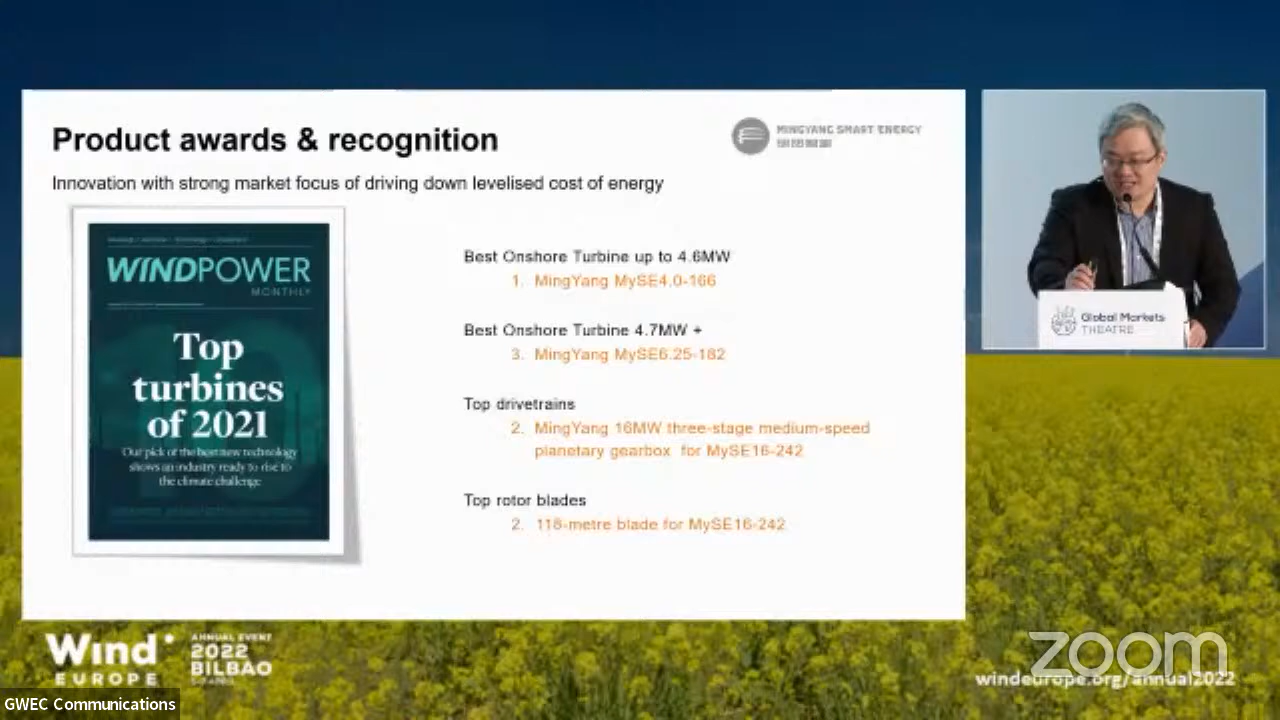 Product awards & recognition
MINGYANG SMART ENERGY
Innovation with strong market focus of driving down levelised cost of energy
WINDPOWER
MONTHLY
Top
turbines
of 2021
Our pick of the best new technology
shows an industry ready to rise to
the climate challenge
Best Onshore Turbine up to 4.6MW
1. MingYang MySE4.0-166
Best Onshore Turbine 4.7MW +
3. MingYang MySE6.25-182
Top drivetrains
2. MingYang 16MW three-stage medium-speed
planetary gearbox for MySE16-242
Top rotor blades
2. 118-metre blade for MySE16-242
Global Markets
THEATRE
Wind
EUROPE
ANNUAL EVENT
2022
BILBAO
zoom
windeurope.org/annual2022
GWEC Communications